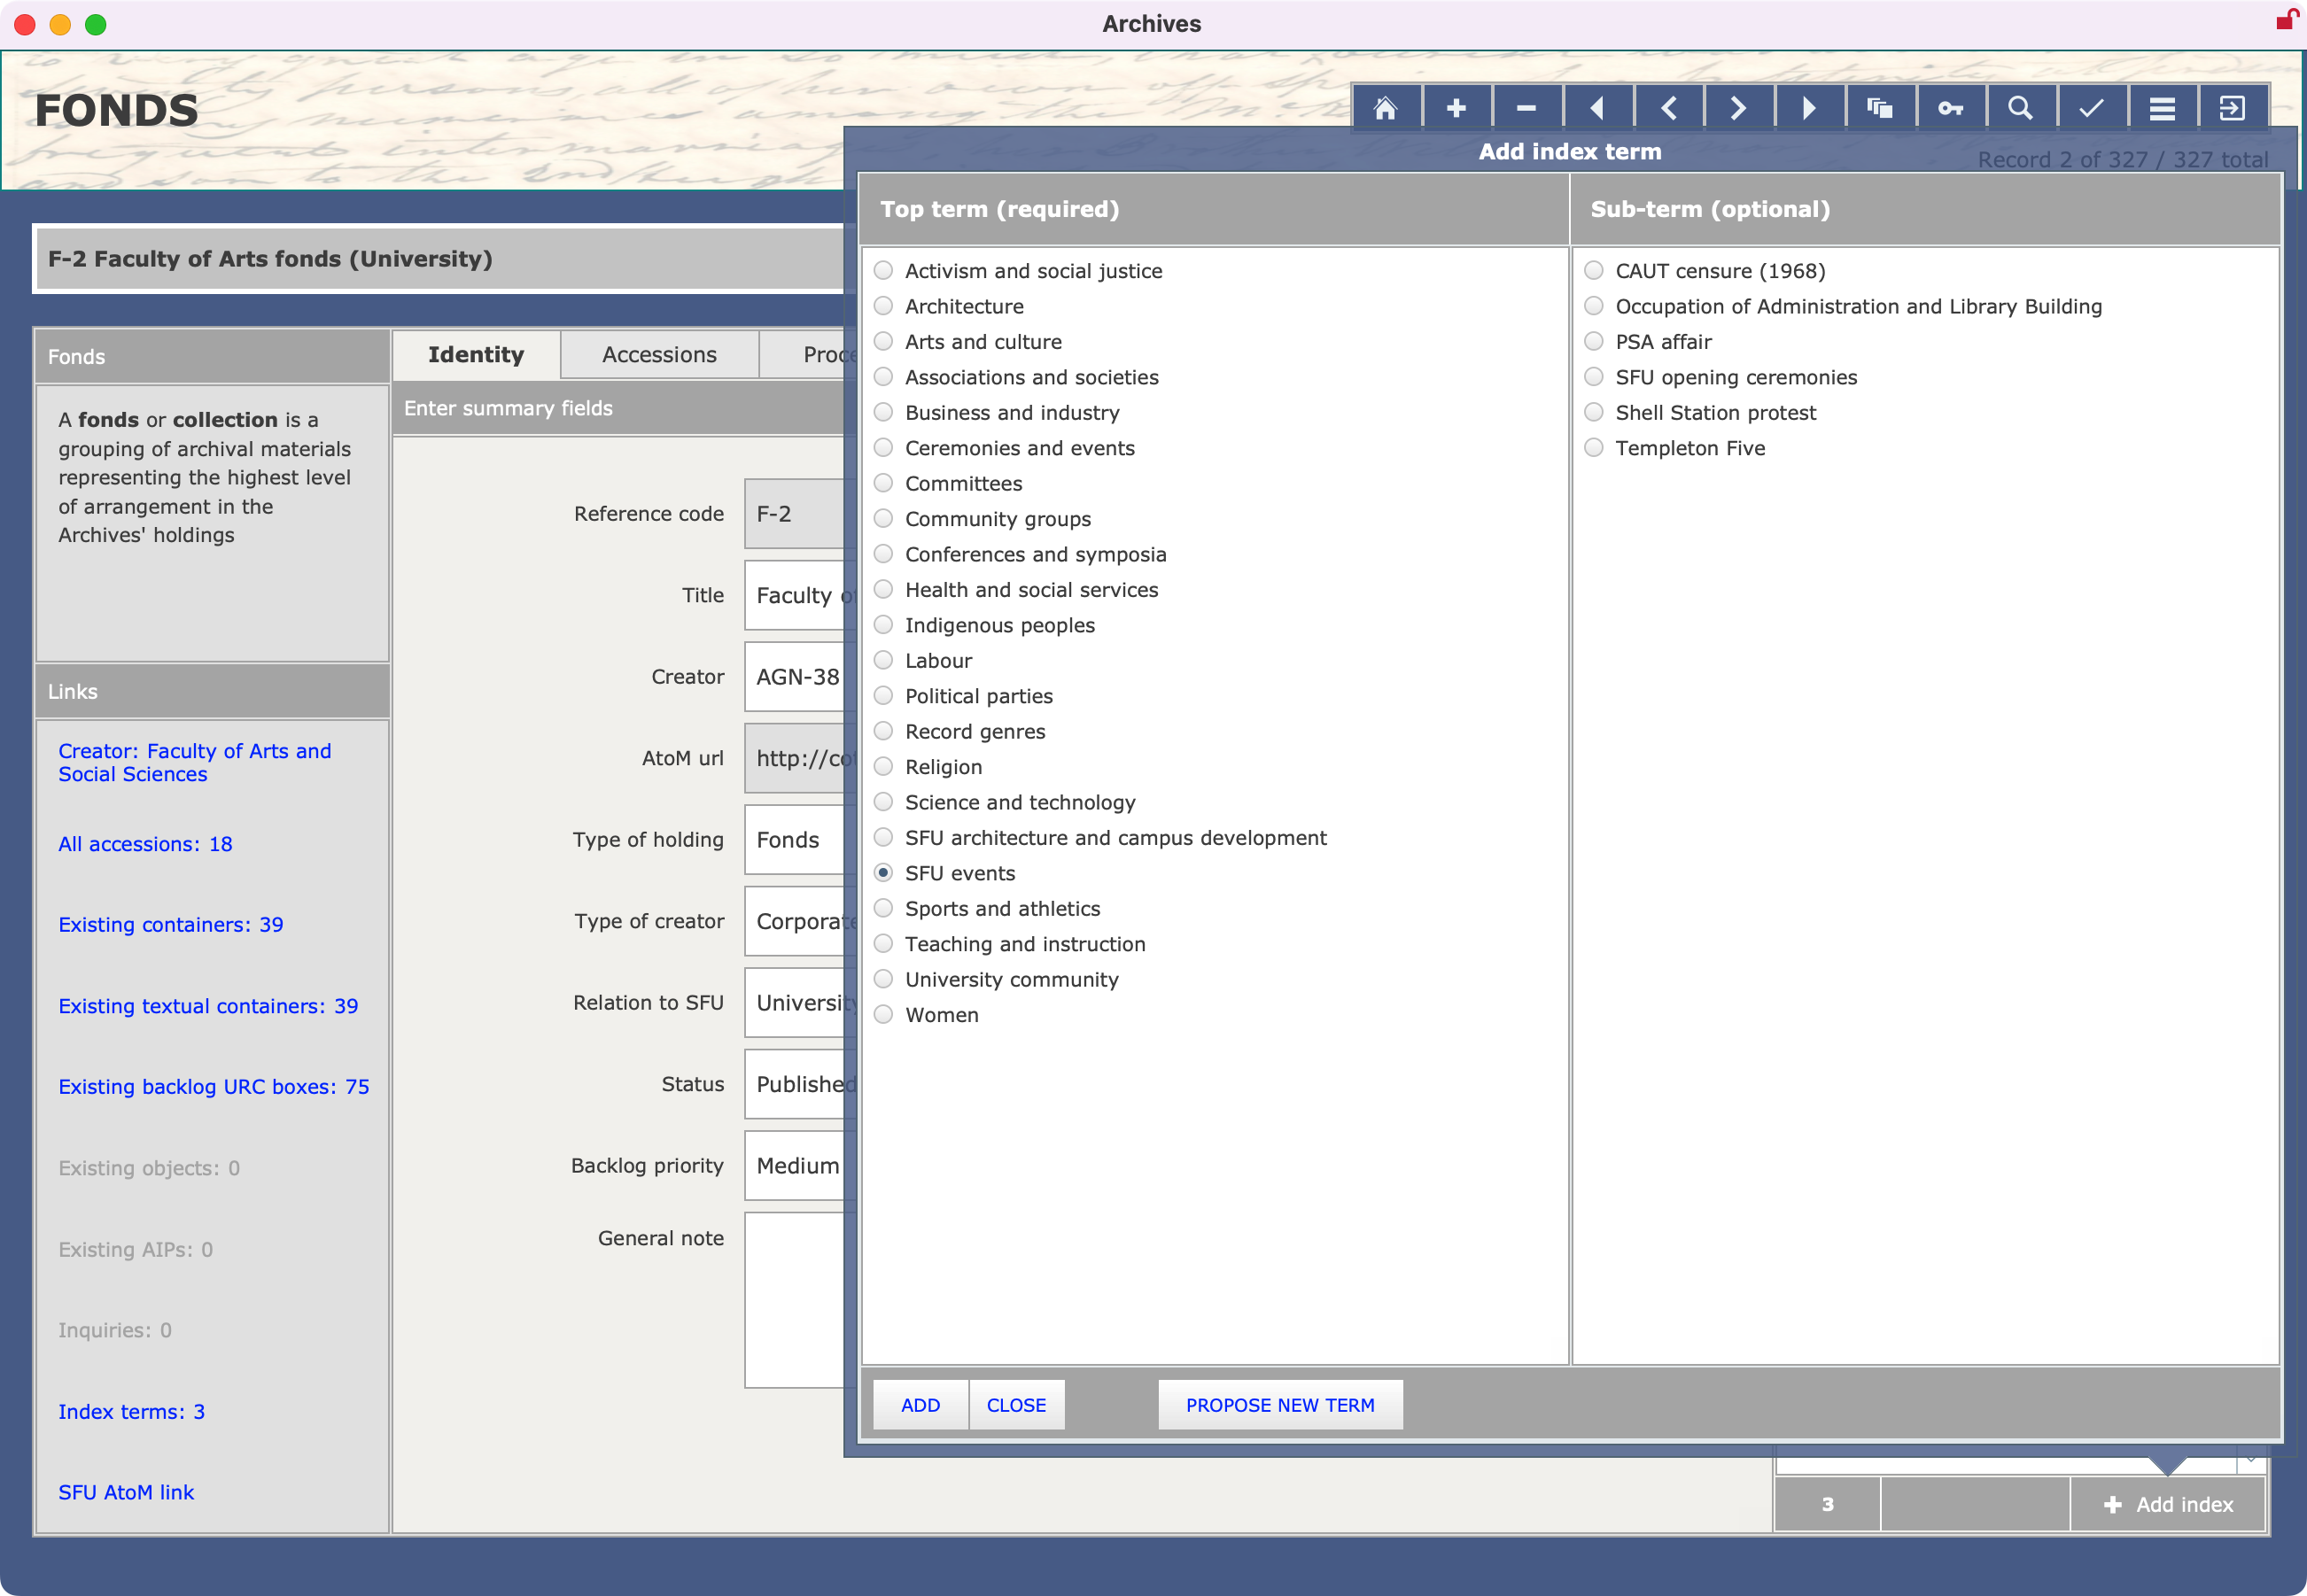 Archives
FONDS
Add index term
Record 2 of 327 / 327 total
Top term (required)
Sub-term (optional)
F-2 Faculty of Arts fonds (University)
Activism and social justice
Architecture
Arts and culture
Associations and societies
Business and industry
Ceremonies and events
Committees
Community groups
Conferences and symposia
Health and social services
Indigenous peoples
Labour
Political parties
Record genres
Religion
Science and technology
SFU architecture and campus development
SFU events
Sports and athletics
Teaching and instruction
University community
Women
CAUT censure (1968)
Occupation of Administration and Library Building
PSA affair
SFU opening ceremonies
Shell Station protest
Templeton Five
ADD
CLOSE
PROPOSE NEW TERM
Fonds
A fonds or collection is a
grouping of archival materials
representing the highest level
of arrangement in the
Archives' holdings
Links
Creator: Faculty of Arts and
Social Sciences
All accessions: 18
Existing containers: 39
Existing textual containers: 39
Existing backlog URC boxes: 75
Existing objects: 0
Existing AIPs: 0
Inquiries: 0
Index terms: 3
SFU AtoM link
Identity
Accessions
Proce
Enter summary fields
Reference code
F-2
Title
Faculty of
Creator
AGN-38
AtoM url
http://cot
Type of holding
Fonds
Type of creator
Corporate
Relation to SFU
University
Status
Published
Backlog priority
Medium
General note
3
Add index